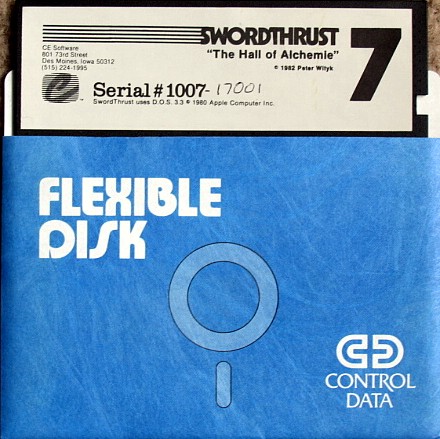 CE Software
801 73rd Street
Des Moines, Iowa 50312
(515) 224-1995
SWORDTHRUST
"The Hall of Alchemie"
© 1982 Peter Wityk
7
e ™
Serial # 1007-17001
SwordThrust uses D.O.S. 3.3 © 1980 Apple Computer Inc.
FLEXIBLE
DISK
CONTROL
DATA